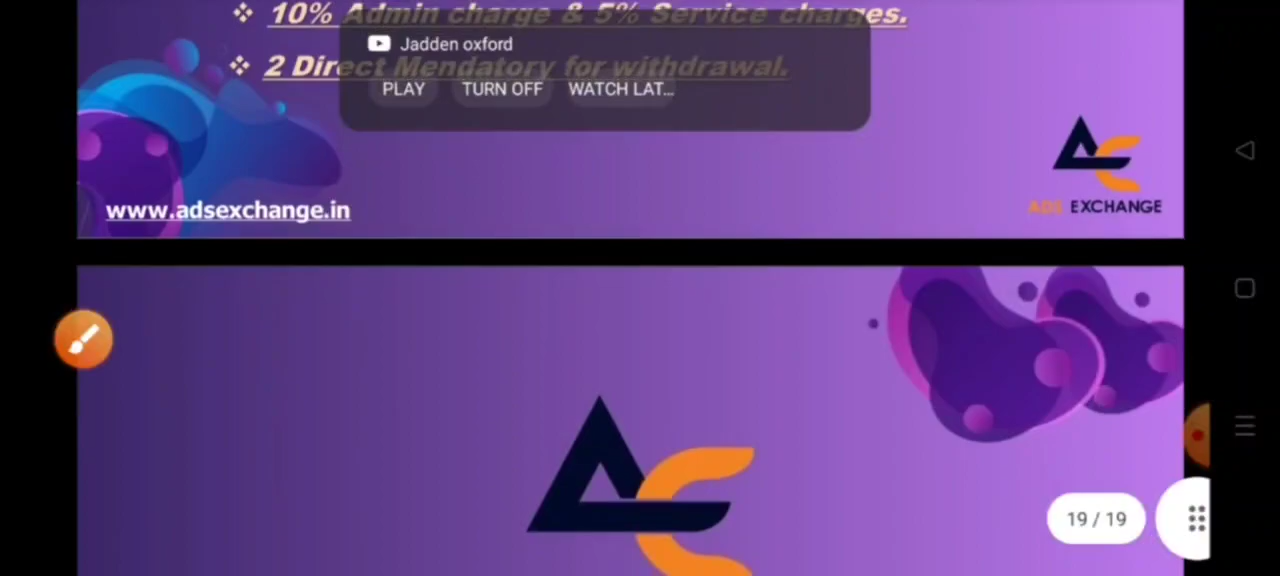 ❖ 10% Admin charge & 5% Service charges.
Jadden oxford
❖ 2 Direct Mendatory for withdrawal.
PLAY TURN OFF WATCH LAT...
www.adsexchange.in
ADS EXCHANGE
19 / 19